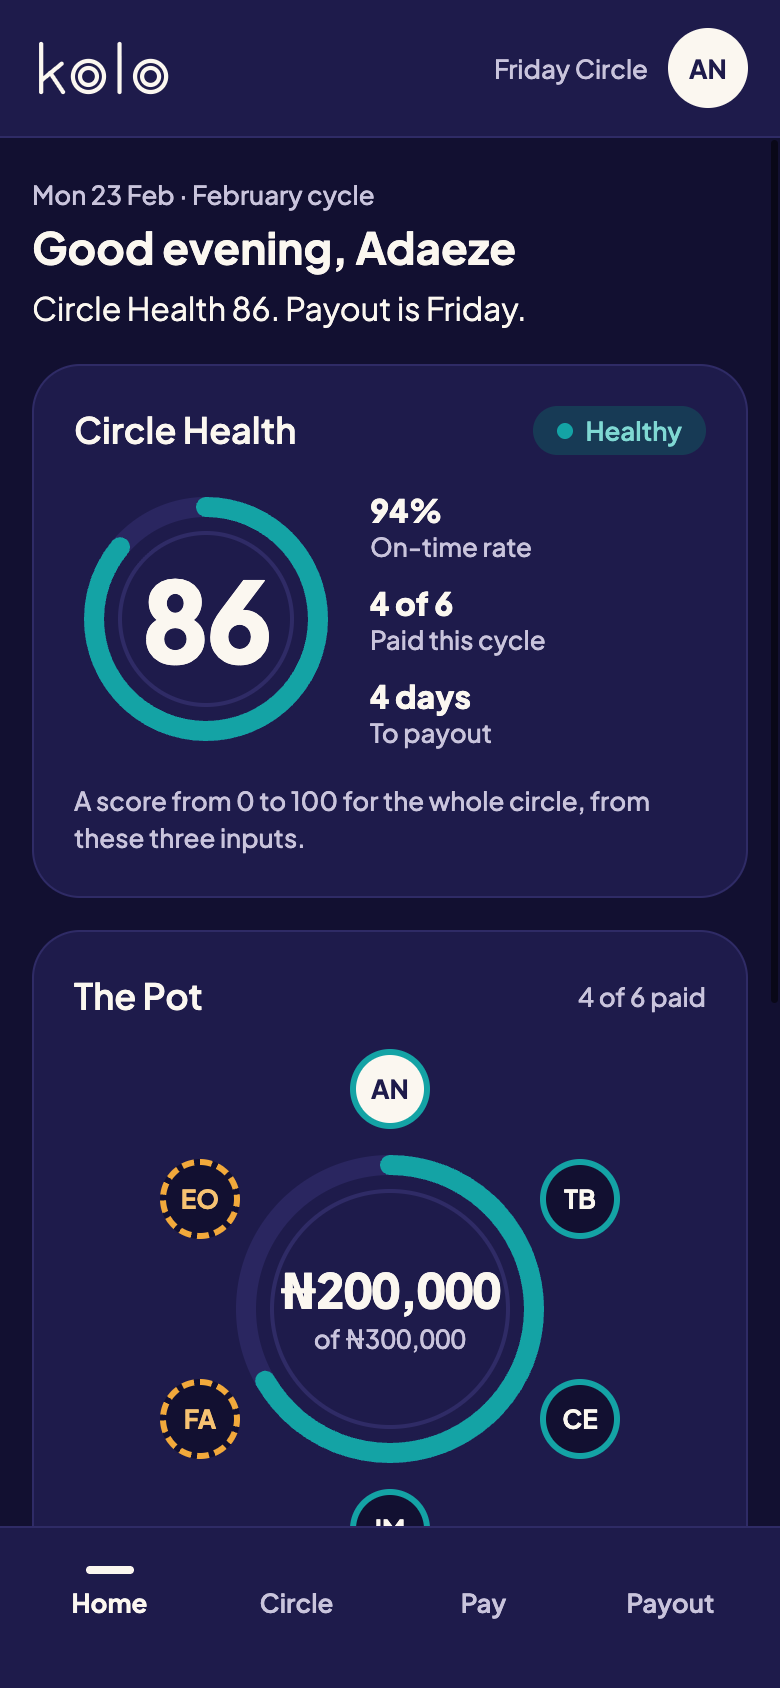 kolo
Friday Circle
AN
Mon 23 Feb · February cycle
Good evening, Adaeze
Circle Health 86. Payout is Friday.
Circle Health
Healthy
86
94%
On-time rate
4 of 6
Paid this cycle
4 days
To payout
A score from 0 to 100 for the whole circle, from
these three inputs.
The Pot
4 of 6 paid
AN
EO
TB
₦200,000
of ₦300,000
FA
CE
Home
Circle
Pay
Payout